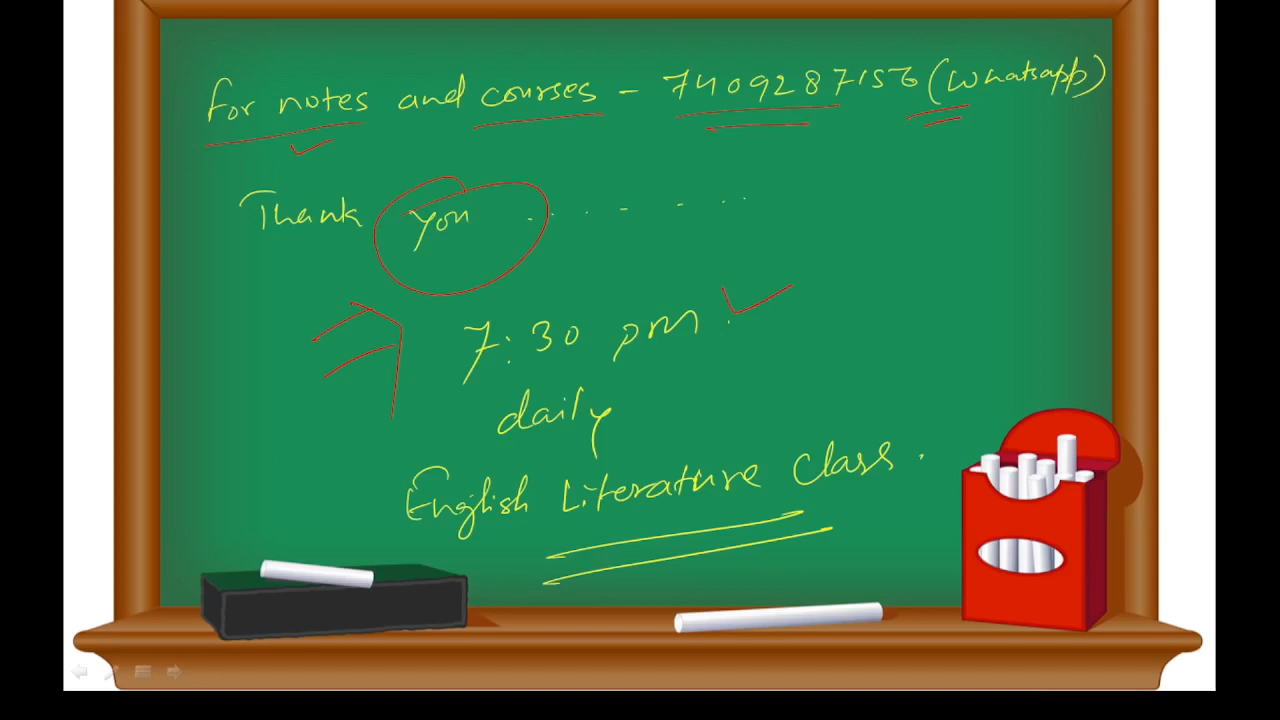 For notes and courses - 7409287156 (Whatsapp)
Thank you . . . - - . .
7:30 pm.
daily
English Literature Class.